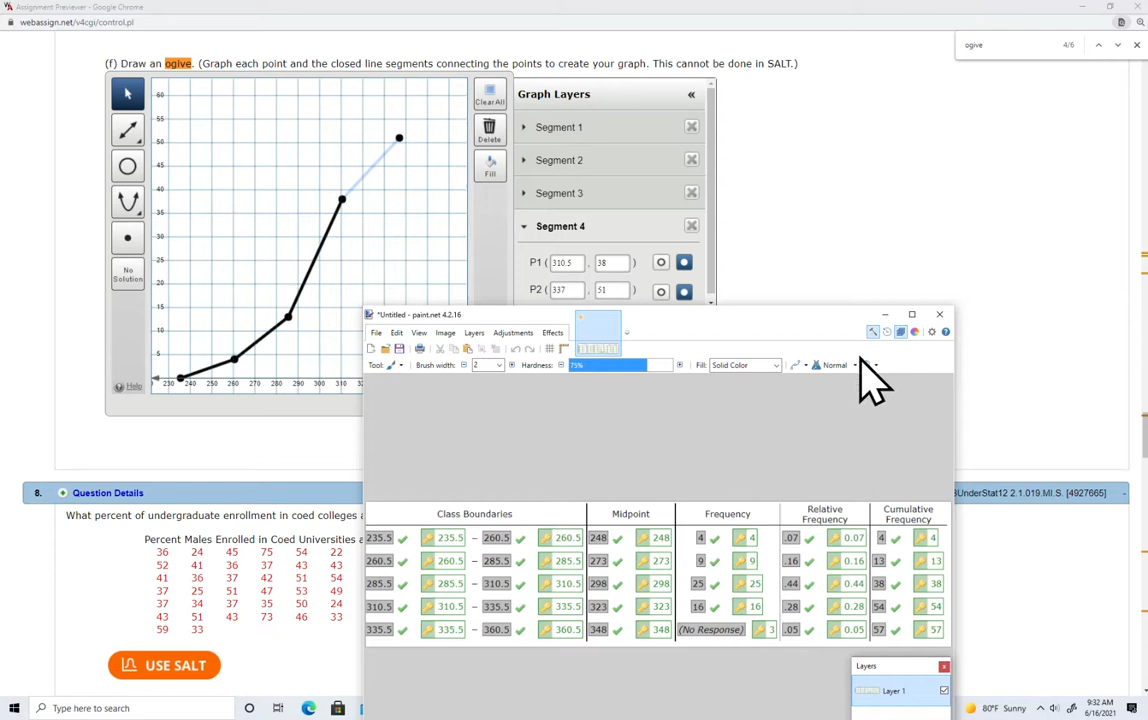 Assignment Previewer - Google Chrome
webassign.net/v4cgi/control.pl
ogive 4/6
(f) Draw an ogive. (Graph each point and the closed line segments connecting the points to create your graph. This cannot be done in SALT.)
60
55
50
45
40
35
30
25
20
15
10
5
230 240 250 260 270 280 290 300 310
No Solution
Help
Clear All
Delete
Fill
Graph Layers «
Segment 1
Segment 2
Segment 3
Segment 4
P1 ( 310.5 , 38 )
P2 ( 337 , 51 )
*Untitled - paint.net 4.2.16
File Edit View Image Layers Adjustments Effects
Tool: Brush width: 2 Hardness: 75% Fill: Solid Color Normal
Class Boundaries Midpoint Frequency Relative Frequency Cumulative Frequency
235.5 235.5 – 260.5 260.5 248 248 4 4 .07 0.07 4 4
260.5 260.5 – 285.5 285.5 273 273 9 9 .16 0.16 13 13
285.5 285.5 – 310.5 310.5 298 298 25 25 .44 0.44 38 38
310.5 310.5 – 335.5 335.5 323 323 16 16 .28 0.28 54 54
335.5 335.5 – 360.5 360.5 348 348 (No Response) 3 .05 0.05 57 57
Layers
Layer 1
8. Question Details
SUnderStat12 2.1.019.MI.S. [4927665]
What percent of undergraduate enrollment in coed colleges a
Percent Males Enrolled in Coed Universities a
36 24 45 75 54 22
52 41 36 37 43 43
41 36 37 42 51 54
37 25 51 47 53 49
37 34 37 35 50 24
43 51 43 73 46 33
59 33
USE SALT
Type here to search
80°F Sunny
9:32 AM
6/16/2021